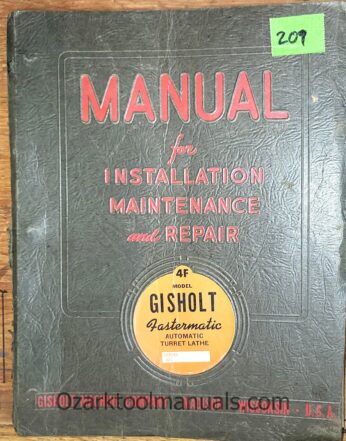 209
MANUAL
for
INSTALLATION
MAINTENANCE
and REPAIR
4F
MODEL
GISHOLT
Fastermatic
AUTOMATIC
TURRET LATHE
Ozarktoolmanuals.com
U.S.A.